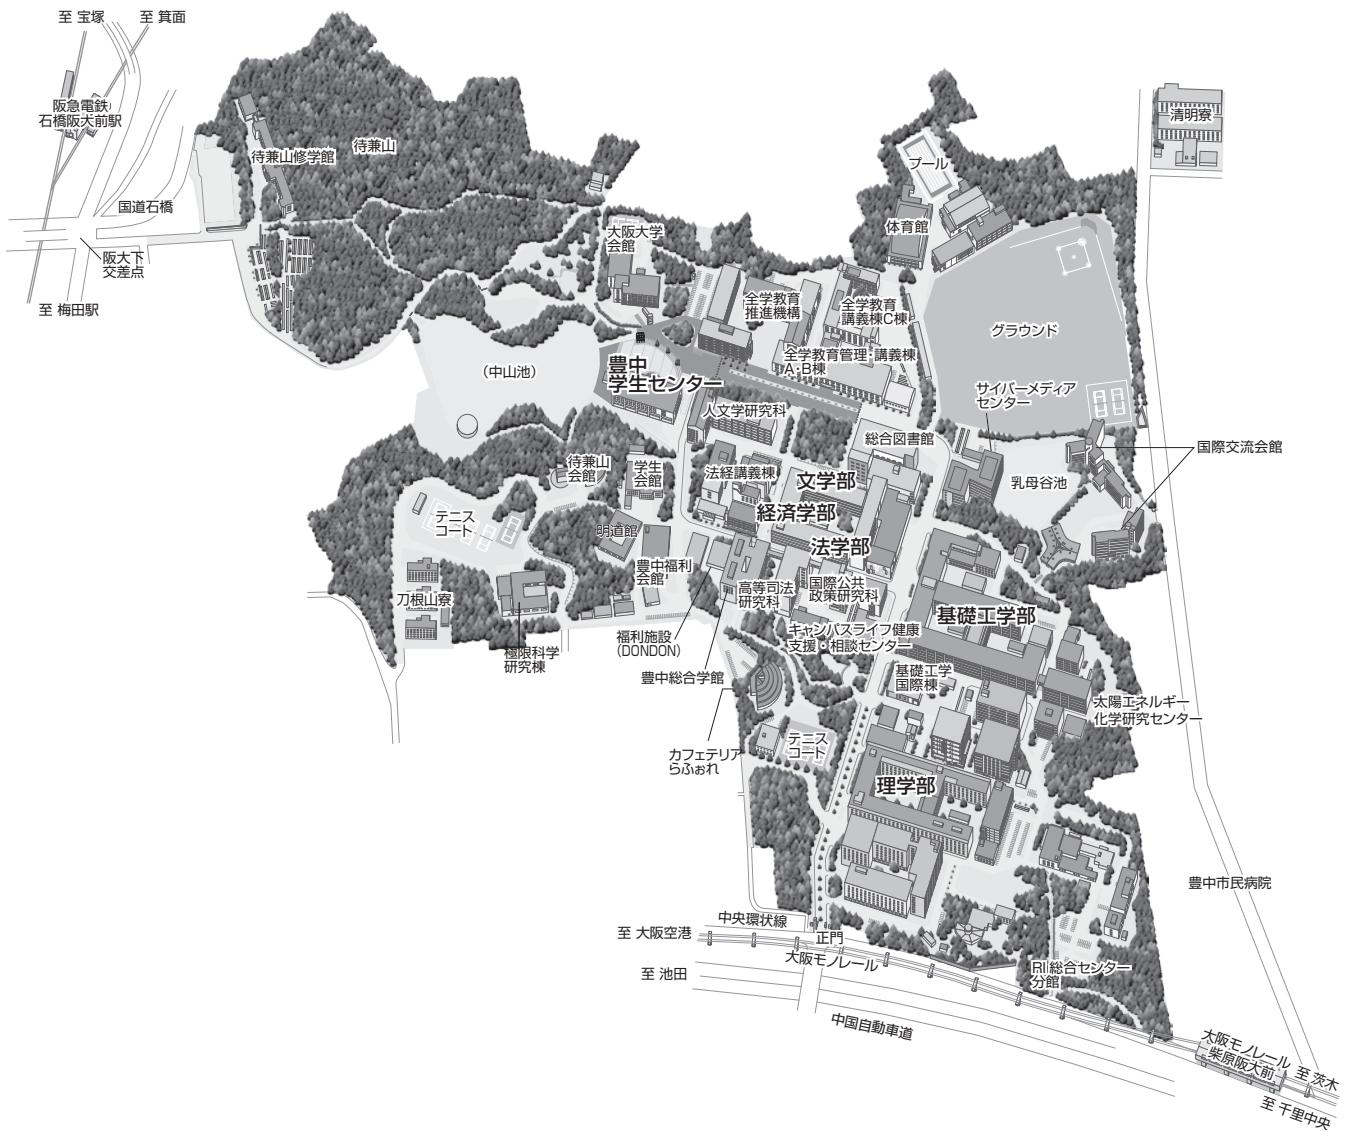 至 宝塚
至 箕面
阪急電鉄
石橋阪大前駅
国道石橋
阪大下
交差点
至 梅田駅
待兼山修学館
待兼山
大阪大学
会館
プール
体育館
清明寮
全学教育
推進機構
全学教育
講義棟C棟
全学教育管理・講義棟
A・B棟
グラウンド
（中山池）
豊中
学生センター
サイバーメディア
センター
人文学研究科
総合図書館
国際交流会館
待兼山
会館
学生
会館
法経講義棟
文学部
乳母谷池
経済学部
テニス
コート
明道館
法学部
豊中福利
会館
高等司法
研究科
国際公共
政策研究科
刀根山寮
基礎工学部
極限科学
研究棟
福利施設
（DONDON）
キャンパスライフ健康
支援・相談センター
豊中総合学館
基礎工学
国際棟
太陽エネルギー
化学研究センター
カフェテリア
らふぉれ
テニス
コート
理学部
豊中市民病院
中央環状線
至 大阪空港
正門
大阪モノレール
至 池田
RI総合センター
分館
中国自動車道
大阪モノレール
柴原阪大前
至 茨木
至 千里中央